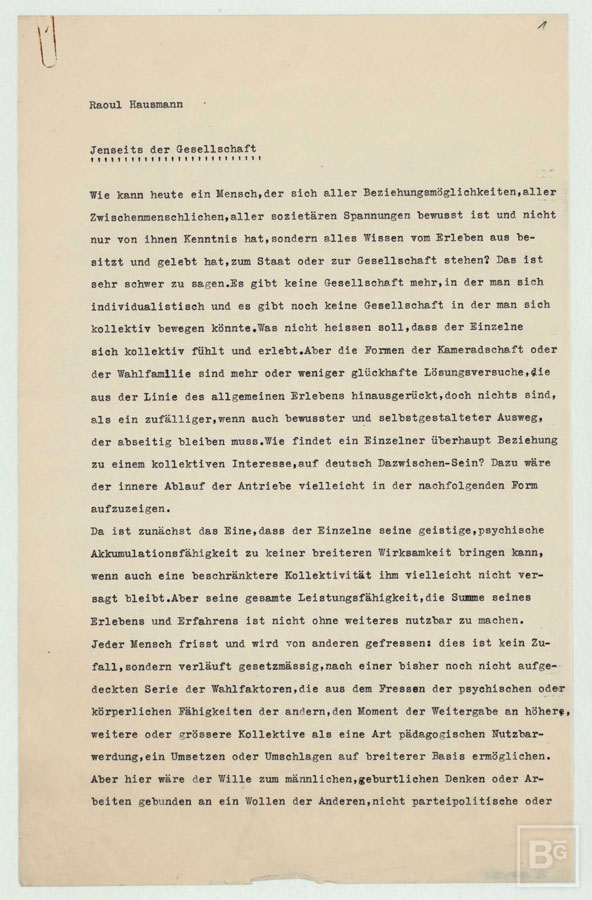 1
Raoul Hausmann
Jenseits der Gesellschaft
Wie kann heute ein Mensch,der sich aller Beziehungsmöglichkeiten,aller
Zwischenmenschlichen,aller sozietären Spannungen bewusst ist und nicht
nur von ihnen Kenntnis hat,sondern alles Wissen vom Erleben aus be-
sitzt und gelebt hat,zum Staat oder zur Gesellschaft stehen? Das ist
sehr schwer zu sagen.Es gibt keine Gesellschaft mehr,in der man sich
individualistisch und es gibt noch keine Gesellschaft in der man sich
kollektiv bewegen könnte.Was nicht heissen soll,dass der Einzelne
sich kollektiv fühlt und erlebt.Aber die Formen der Kameradschaft oder
der Wahlfamilie sind mehr oder weniger glückhafte Lösungsversuche,die
aus der Linie des allgemeinen Erlebens hinausgerückt,doch nichts sind,
als ein zufälliger,wenn auch bewusster und selbstgestalteter Ausweg,
der abseitig bleiben muss.Wie findet ein Einzelner überhaupt Beziehung
zu einem kollektiven Interesse,auf deutsch Dazwischen-Sein? Dazu wäre
der innere Ablauf der Antriebe vielleicht in der nachfolgenden Form
aufzuzeigen.
Da ist zunächst das Eine,dass der Einzelne seine geistige,psychische
Akkumulationsfähigkeit zu keiner breiteren Wirksamkeit bringen kann,
wenn auch eine beschränktere Kollektivität ihm vielleicht nicht ver-
sagt bleibt.Aber seine gesamte Leistungsfähigkeit,die Summe seines
Erlebens und Erfahrens ist nicht ohne weiteres nutzbar zu machen.
Jeder Mensch frisst und wird von anderen gefressen: dies ist kein Zu-
fall,sondern verläuft gesetzmässig,nach einer bisher noch nicht aufge-
deckten Serie der Wahlfaktoren,die aus dem Fressen der psychischen oder
körperlichen Fähigkeiten der andern,den Moment der Weitergabe an höhere,
weitere oder grössere Kollektive als eine Art pädagogischen Nutzbar-
werdung,ein Umsetzen oder Umschlagen auf breiterer Basis ermöglichen.
Aber hier wäre der Wille zum männlichen,geburtlichen Denken oder Ar-
beiten gebunden an ein Wollen der Anderen,nicht parteipolitische oder
BG